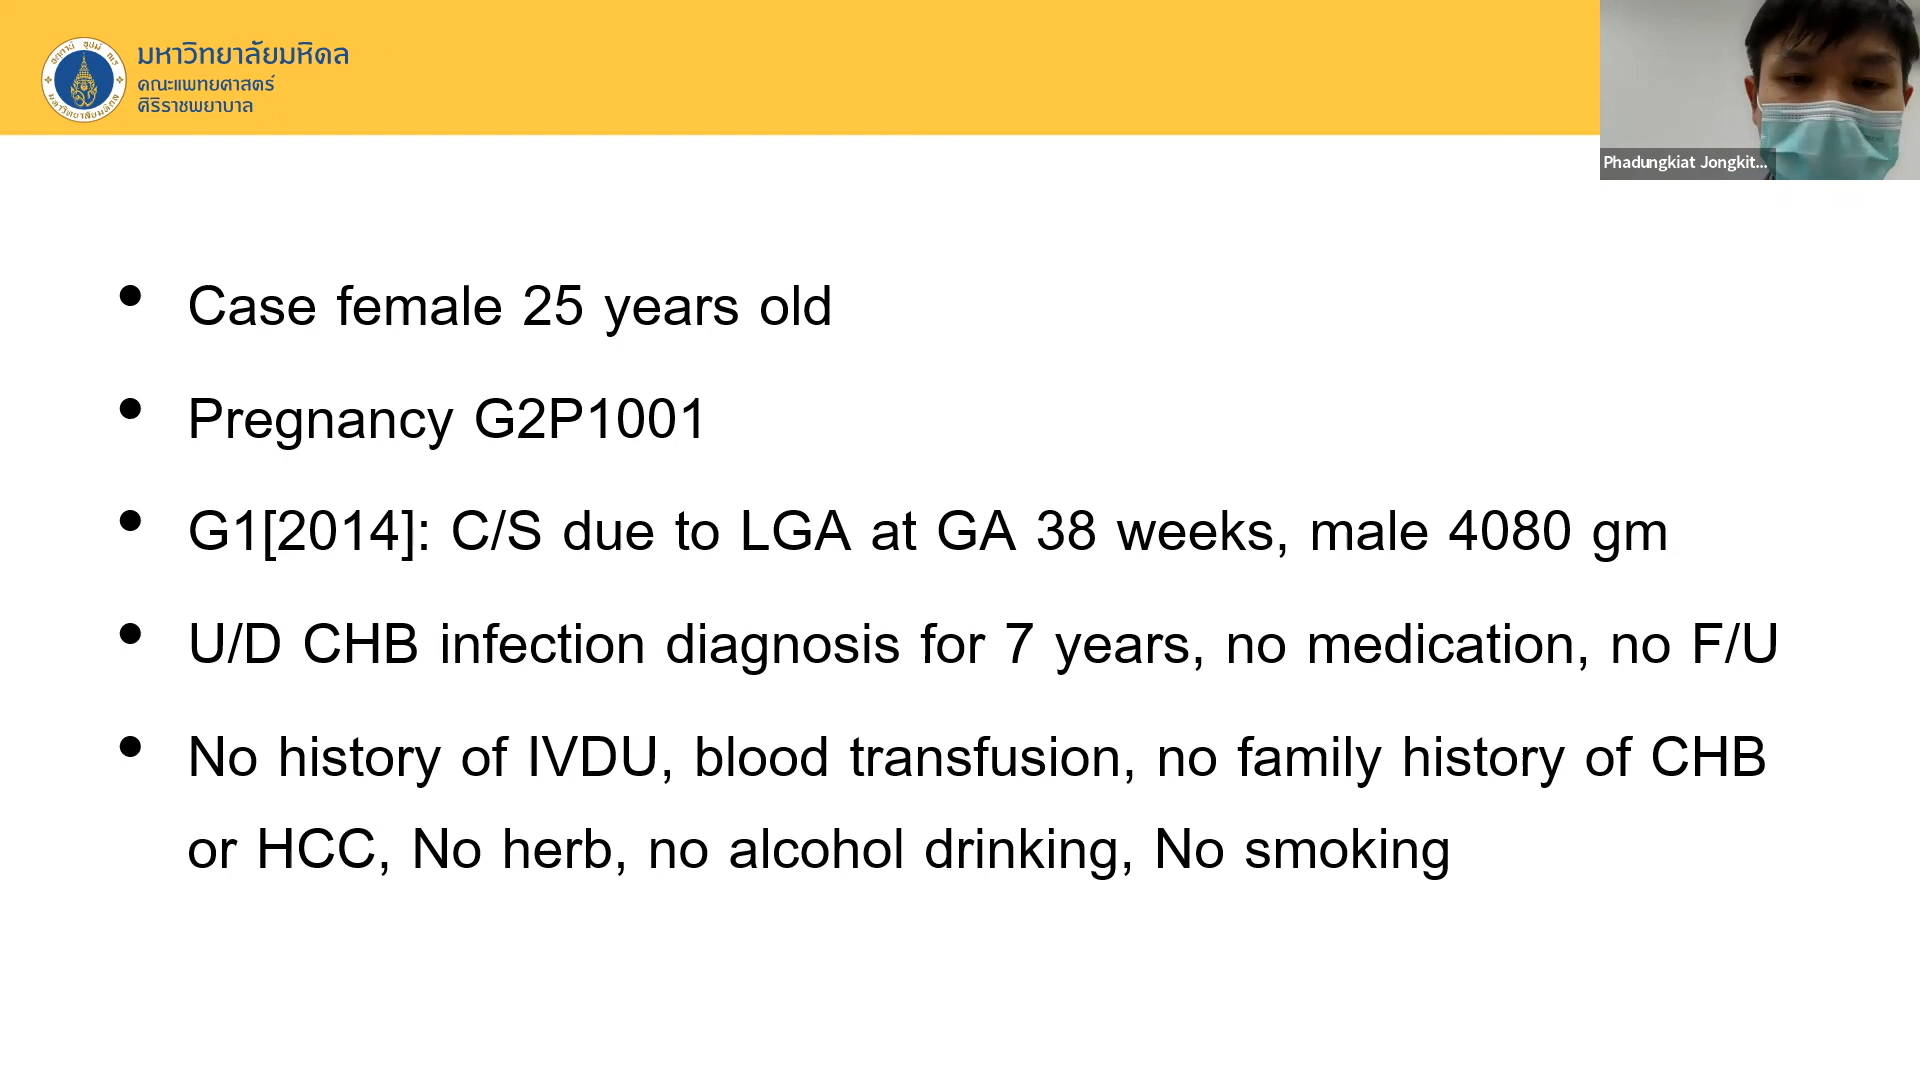 มหาวิทยาลัยมหิดล
คณะแพทยศาสตร์
ศิริราชพยาบาล
Phadungkiat Jongkit...
• Case female 25 years old
• Pregnancy G2P1001
• G1[2014]: C/S due to LGA at GA 38 weeks, male 4080 gm
• U/D CHB infection diagnosis for 7 years, no medication, no F/U
• No history of IVDU, blood transfusion, no family history of CHB
or HCC, No herb, no alcohol drinking, No smoking